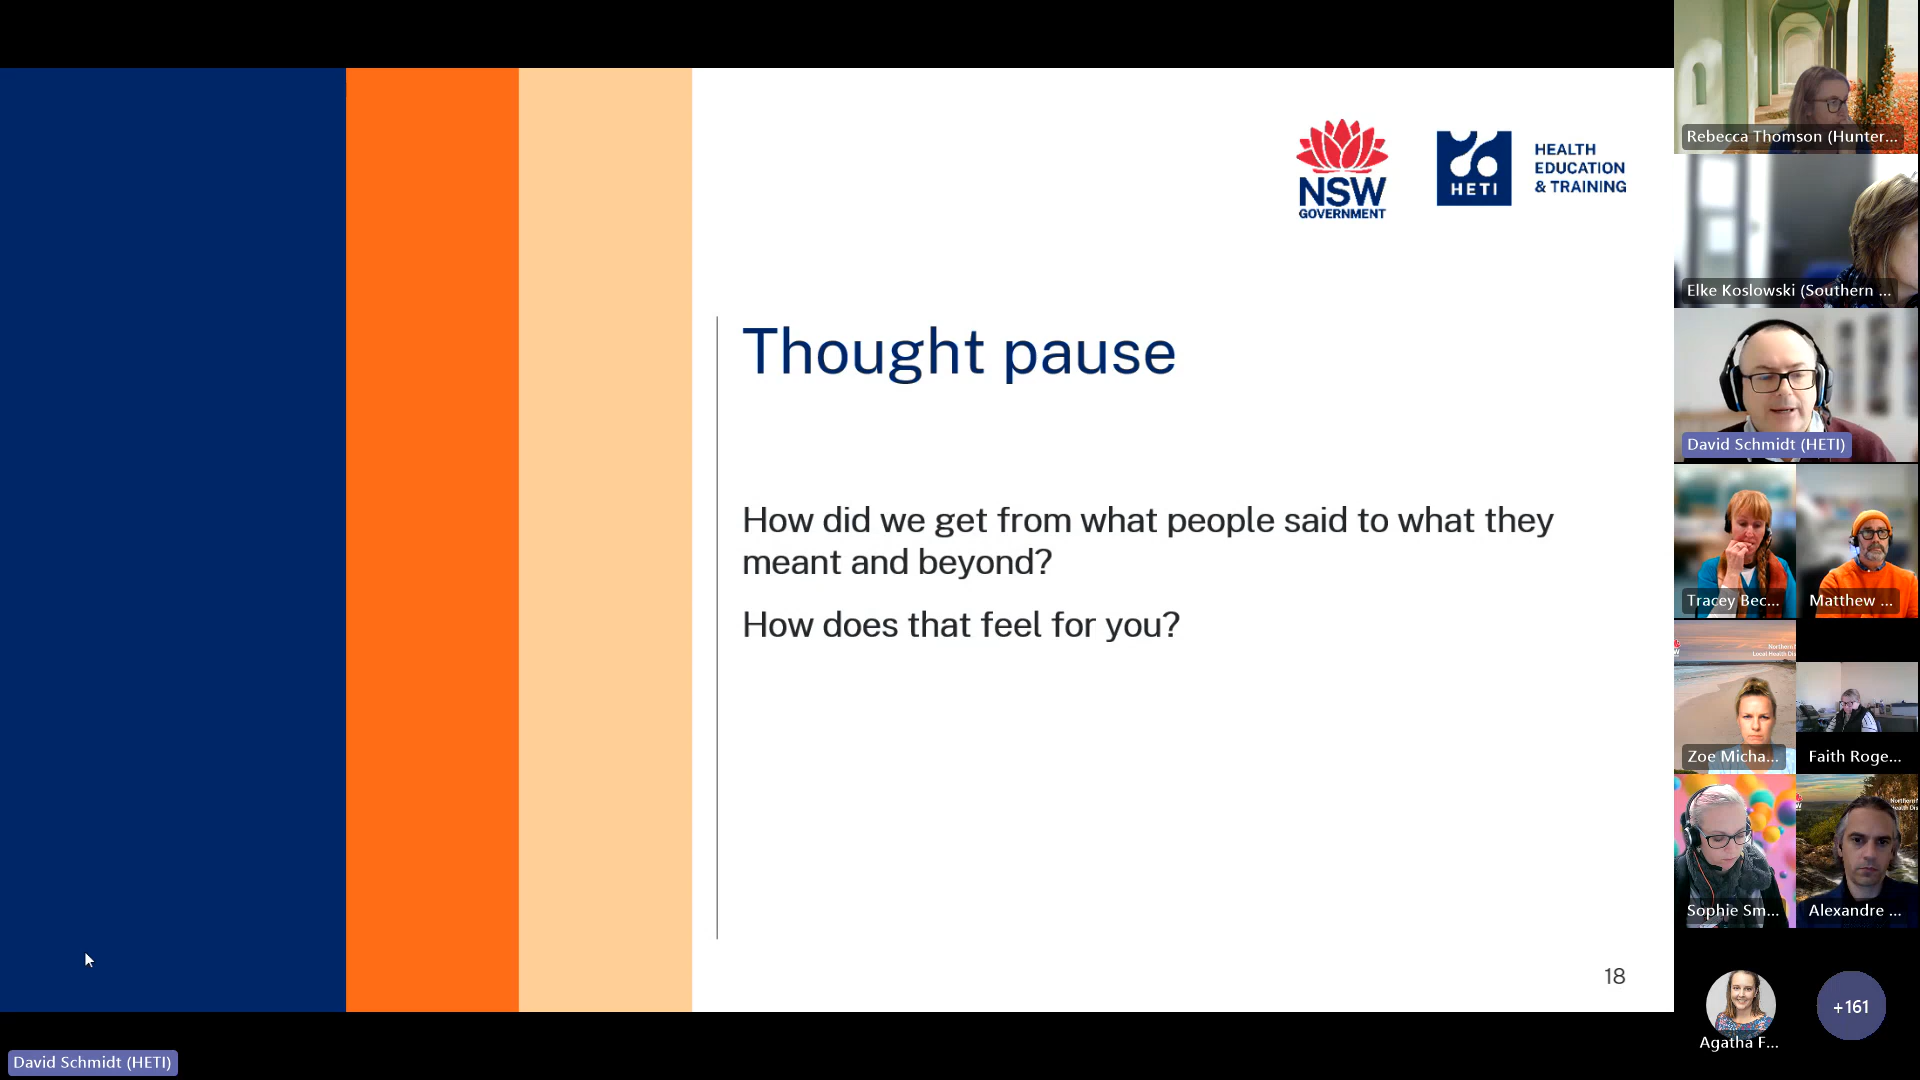 NSW
GOVERNMENT
HETI
HEALTH
EDUCATION
& TRAINING
Thought pause
How did we get from what people said to what they
meant and beyond?
How does that feel for you?
18
David Schmidt (HETI)
Rebecca Thomson (Hunter...
Elke Koslowski (Southern ...
David Schmidt (HETI)
Tracey Bec...
Matthew ...
Zoe Micha...
Faith Roge...
Sophie Sm...
Alexandre ...
Agatha F...
+161